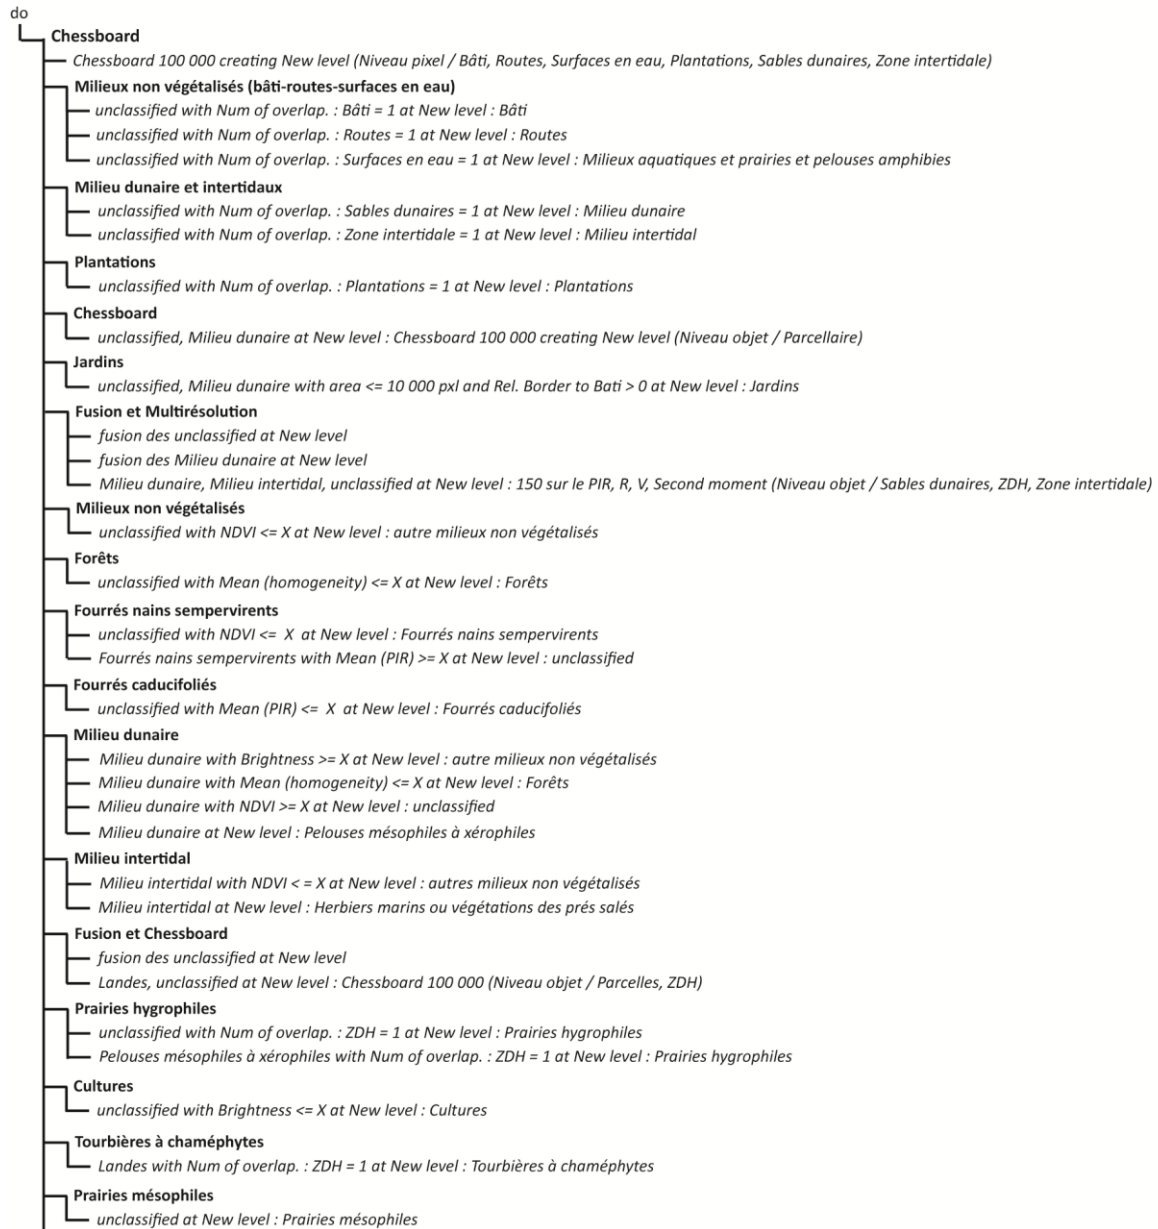 do
Chessboard
Chessboard 100 000 creating New level (Niveau pixel / Bâti, Routes, Surfaces en eau, Plantations, Sables dunaires, Zone intertidale)
Milieux non végétalisés (bâti-routes-surfaces en eau)
unclassified with Num of overlap. : Bâti = 1 at New level : Bâti
unclassified with Num of overlap. : Routes = 1 at New level : Routes
unclassified with Num of overlap. : Surfaces en eau = 1 at New level : Milieux aquatiques et prairies et pelouses amphibies
Milieu dunaire et intertidaux
unclassified with Num of overlap. : Sables dunaires = 1 at New level : Milieu dunaire
unclassified with Num of overlap. : Zone intertidale = 1 at New level : Milieu intertidal
Plantations
unclassified with Num of overlap. : Plantations = 1 at New level : Plantations
Chessboard
unclassified, Milieu dunaire at New level : Chessboard 100 000 creating New level (Niveau objet / Parcellaire)
Jardins
unclassified, Milieu dunaire with area <= 10 000 pxl and Rel. Border to Bati > 0 at New level : Jardins
Fusion et Multirésolution
fusion des unclassified at New level
fusion des Milieu dunaire at New level
Milieu dunaire, Milieu intertidal, unclassified at New level : 150 sur le PIR, R, V, Second moment (Niveau objet / Sables dunaires, ZDH, Zone intertidale)
Milieux non végétalisés
unclassified with NDVI <= X at New level : autre milieux non végétalisés
Forêts
unclassified with Mean (homogeneity) <= X at New level : Forêts
Fourrés nains sempervirents
unclassified with NDVI <= X at New level : Fourrés nains sempervirents
Fourrés nains sempervirents with Mean (PIR) >= X at New level : unclassified
Fourrés caducifoliés
unclassified with Mean (PIR) <= X at New level : Fourrés caducifoliés
Milieu dunaire
Milieu dunaire with Brightness >= X at New level : autre milieux non végétalisés
Milieu dunaire with Mean (homogeneity) <= X at New level : Forêts
Milieu dunaire with NDVI >= X at New level : unclassified
Milieu dunaire at New level : Pelouses mésophiles à xérophiles
Milieu intertidal
Milieu intertidal with NDVI < = X at New level : autres milieux non végétalisés
Milieu intertidal at New level : Herbiers marins ou végétations des prés salés
Fusion et Chessboard
fusion des unclassified at New level
Landes, unclassified at New level : Chessboard 100 000 (Niveau objet / Parcelles, ZDH)
Prairies hygrophiles
unclassified with Num of overlap. : ZDH = 1 at New level : Prairies hygrophiles
Pelouses mésophiles à xérophiles with Num of overlap. : ZDH = 1 at New level : Prairies hygrophiles
Cultures
unclassified with Brightness <= X at New level : Cultures
Tourbières à chaméphytes
Landes with Num of overlap. : ZDH = 1 at New level : Tourbières à chaméphytes
Prairies mésophiles
unclassified at New level : Prairies mésophiles